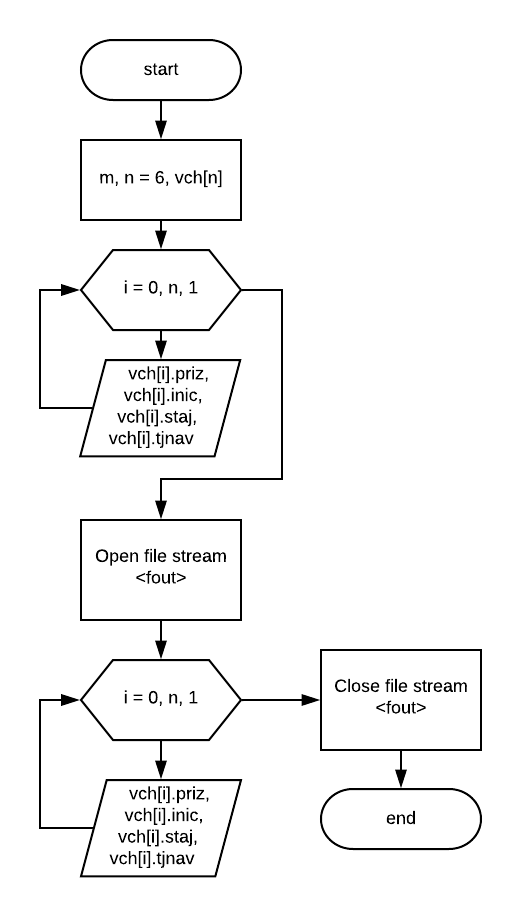 start
m, n = 6, vch[n]
i = 0, n, 1
vch[i].priz,
vch[i].inic,
vch[i].staj,
vch[i].tjnav
Open file stream
<fout>
i = 0, n, 1
vch[i].priz,
vch[i].inic,
vch[i].staj,
vch[i].tjnav
Close file stream
<fout>
end